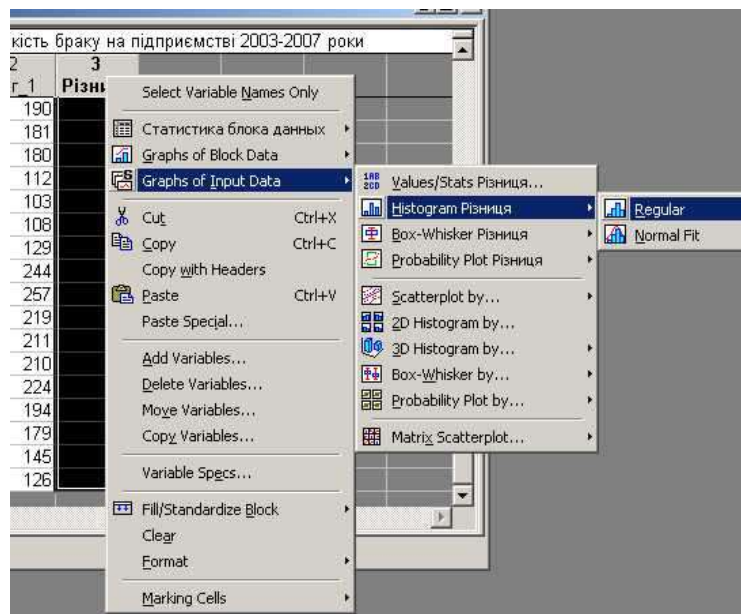 кість браку на підприємстві 2003-2007 роки
2 3
r_1 Різни
190
181
180
112
103
108
129
244
257
219
211
210
224
194
179
145
126
Select Variable Names Only
Статистика блока данных
Graphs of Block Data
Graphs of Input Data
Cut Ctrl+X
Copy Ctrl+C
Copy with Headers
Paste Ctrl+V
Paste Special...
Add Variables...
Delete Variables...
Move Variables...
Copy Variables...
Variable Specs...
Fill/Standardize Block
Clear
Format
Marking Cells
Values/Stats Різниця...
Histogram Різниця
Box-Whisker Різниця
Probability Plot Різниця
Scatterplot by...
2D Histogram by...
3D Histogram by...
Box-Whisker by...
Probability Plot by...
Matrix Scatterplot...
Regular
Normal Fit